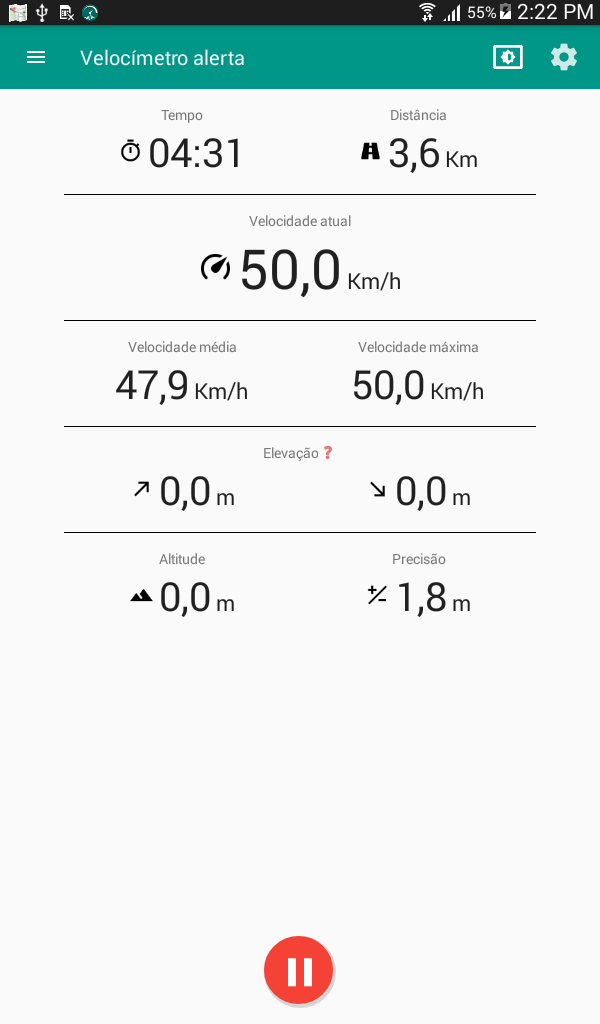 55% 2:22 PM
Velocímetro alerta
Tempo Distância
04:31 3,6 Km
Velocidade atual
50,0 Km/h
Velocidade média Velocidade máxima
47,9 Km/h 50,0 Km/h
Elevação ?
0,0 m 0,0 m
Altitude Precisão
0,0 m 1,8 m